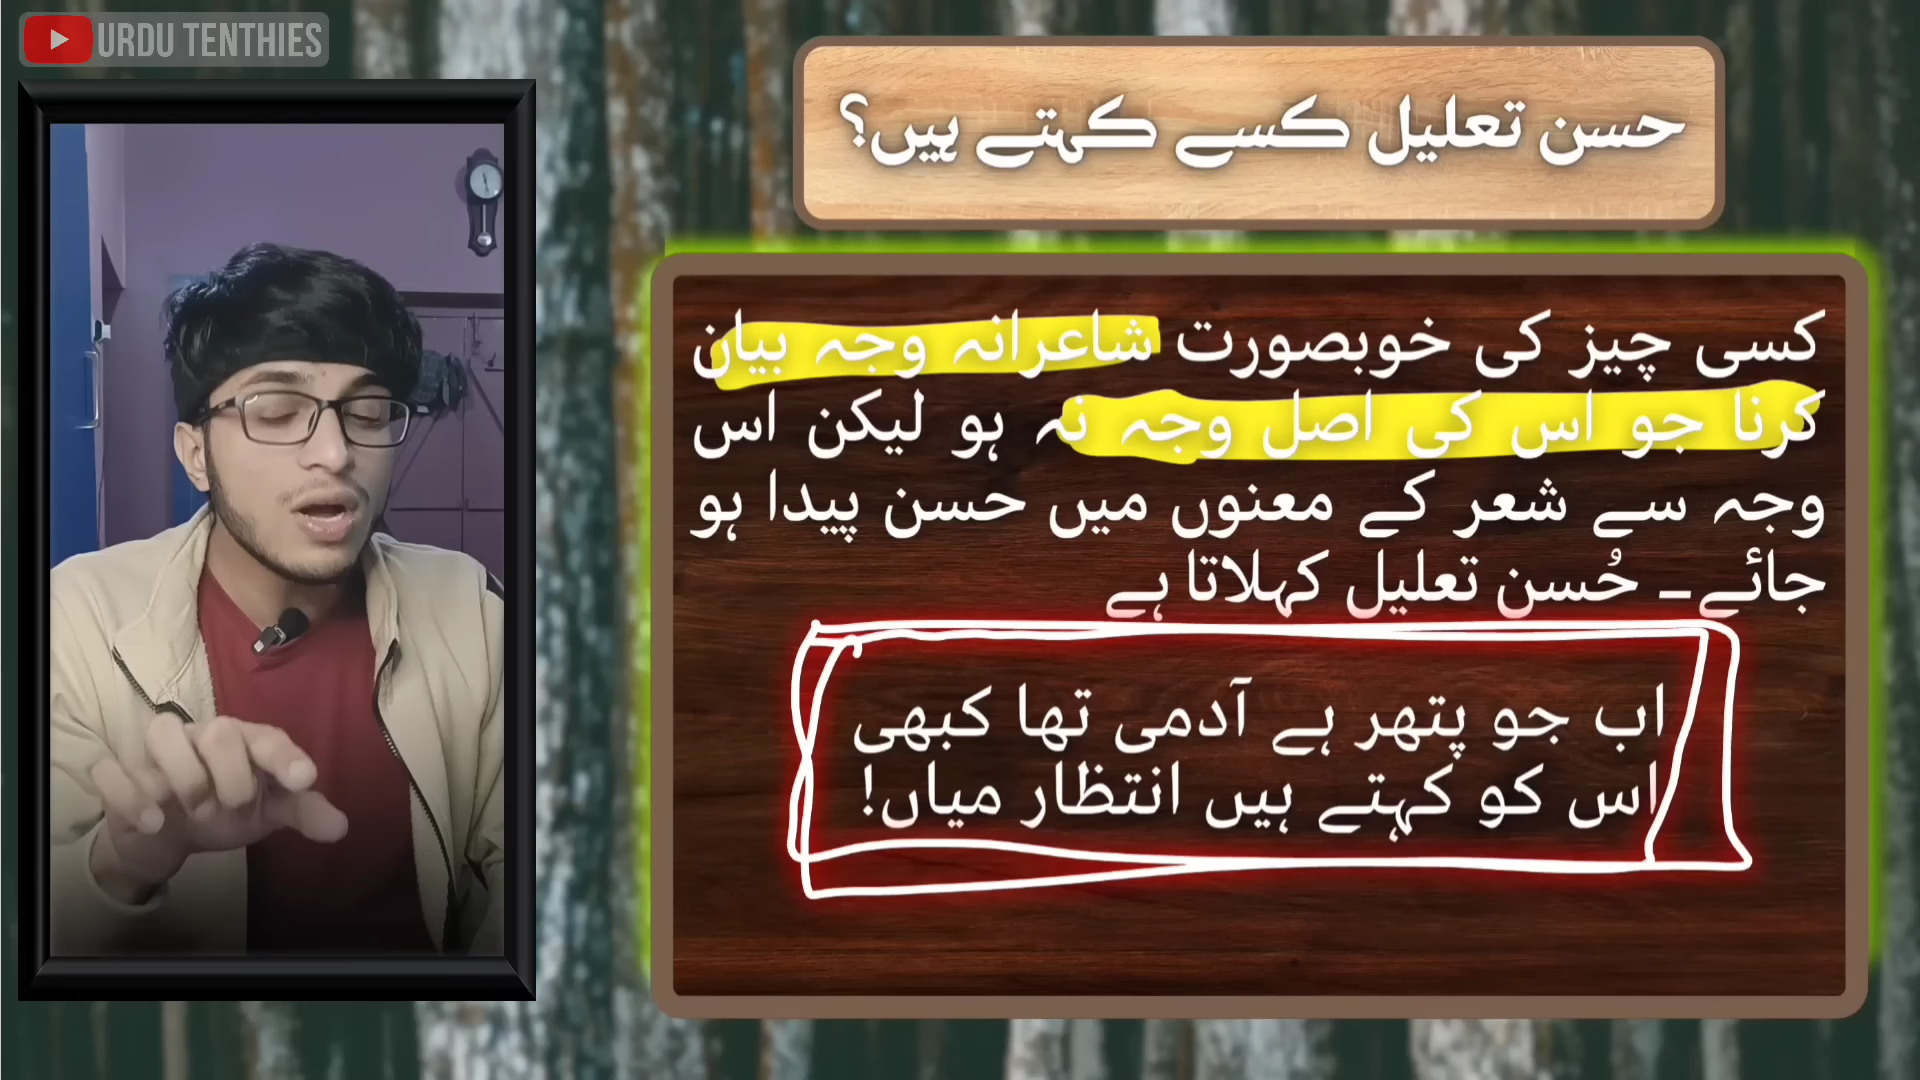 URDU TENTHIES
حسن تعلیل کسے کہتے ہیں؟
کسی چیز کی خوبصورت شاعرانہ وجہ بیان
کرنا جو اس کی اصل وجہ نہ ہو لیکن اس
وجہ سے شعر کے معنوں میں حسن پیدا ہو
جائے۔ حُسن تعلیل کہلاتا ہے
اب جو پتھر ہے آدمی تھا کبھی
اس کو کہتے ہیں انتظار میاں!